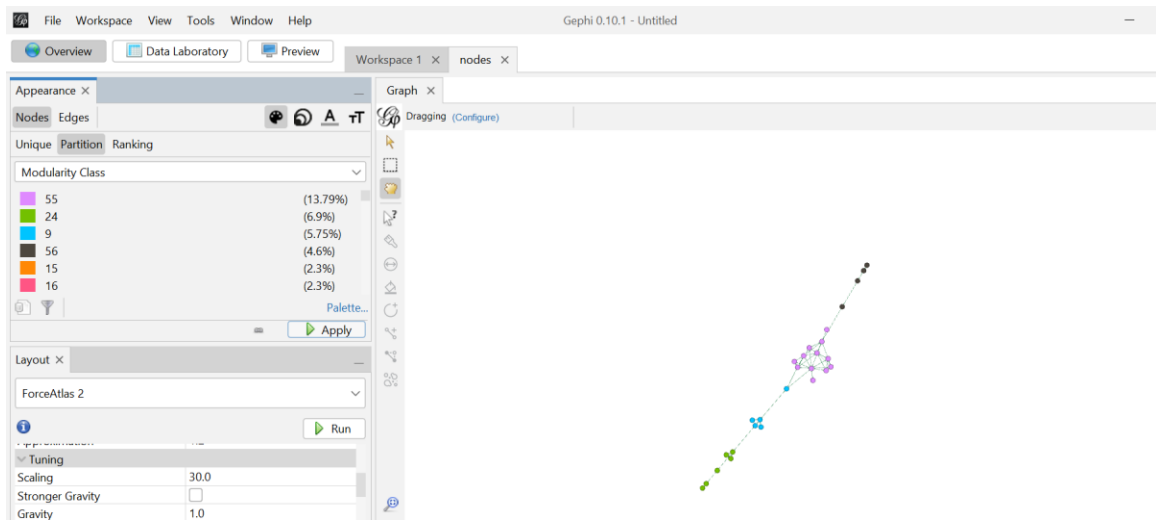 File Workspace View Tools Window Help Gephi 0.10.1 - Untitled
Overview Data Laboratory Preview Workspace 1 × nodes ×
Appearance ×
Nodes Edges
Unique Partition Ranking
Modularity Class
55 (13.79%)
24 (6.9%)
9 (5.75%)
56 (4.6%)
15 (2.3%)
16 (2.3%)
Palette...
Apply
Layout ×
ForceAtlas 2
Run
Tuning
Scaling 30.0
Stronger Gravity
Gravity 1.0
Graph ×
Dragging (Configure)